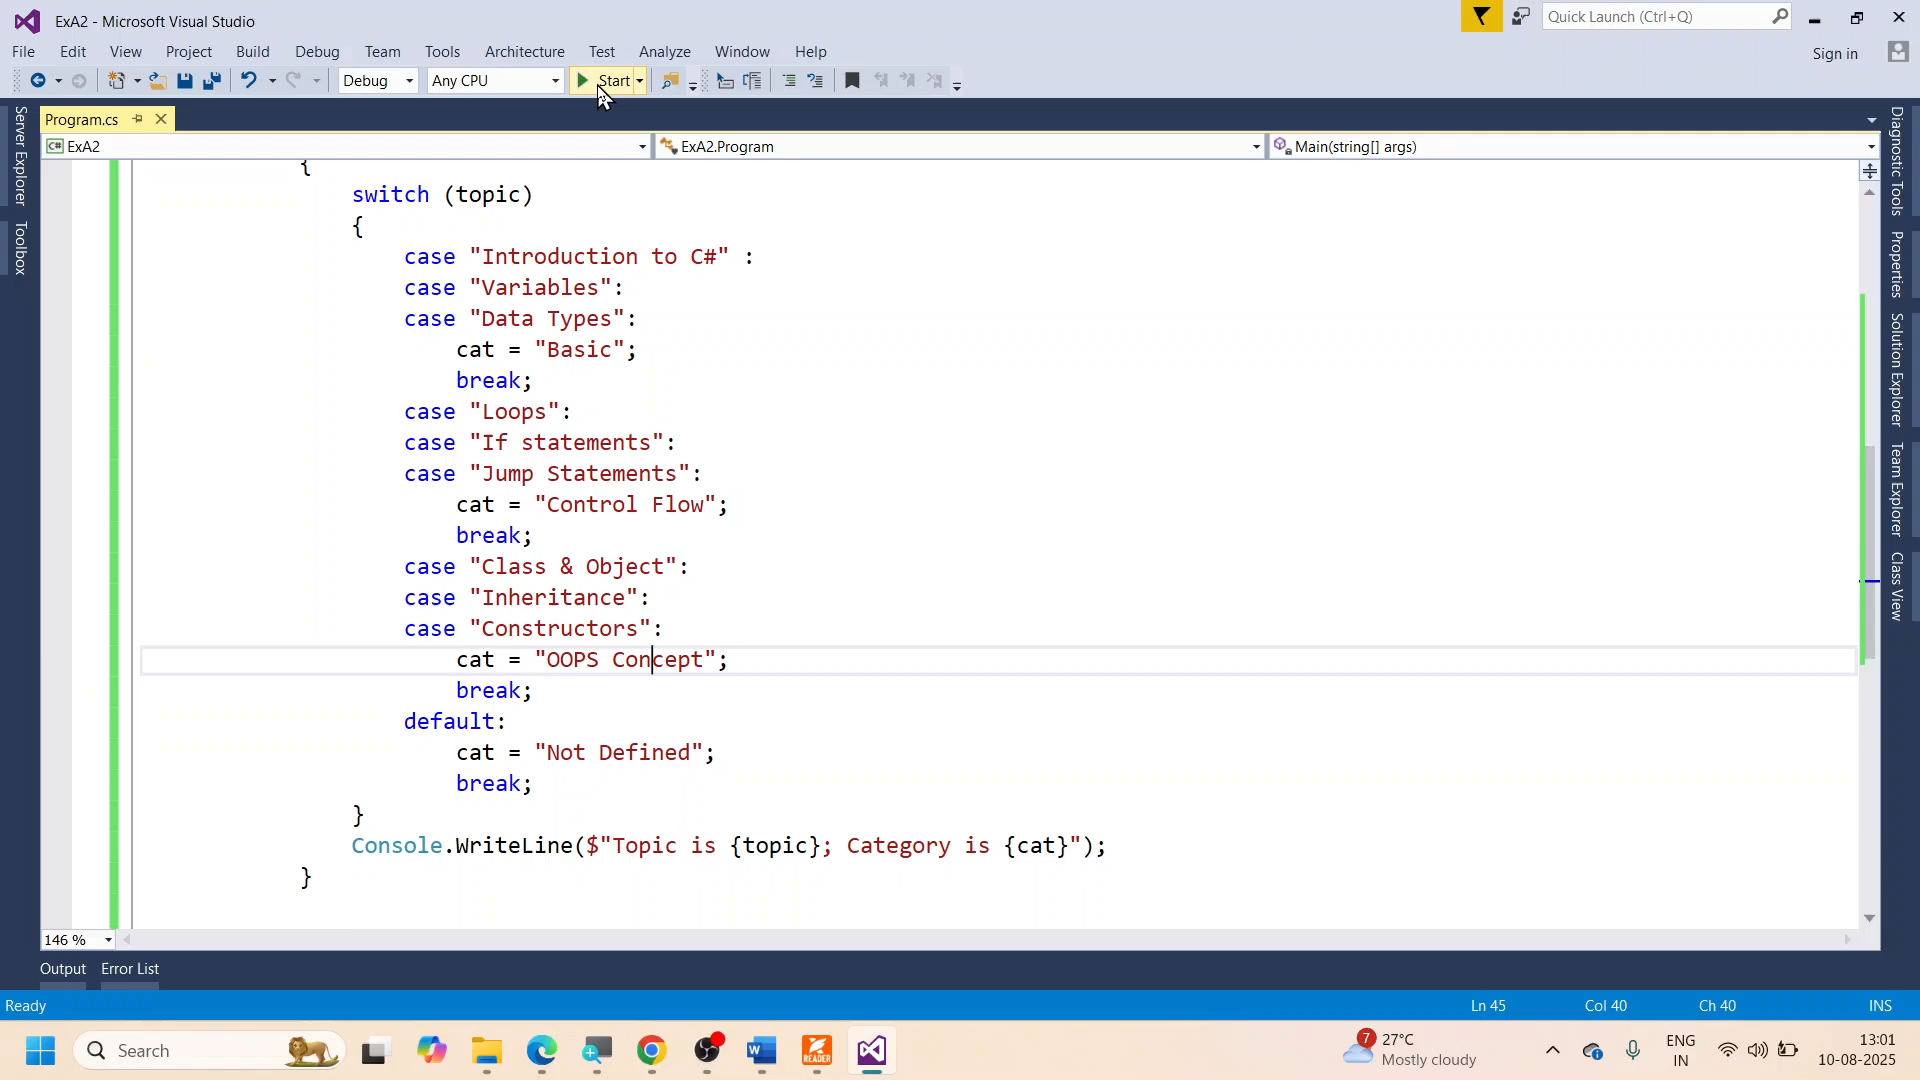 ExA2 - Microsoft Visual Studio
Quick Launch (Ctrl+Q)
File Edit View Project Build Debug Team Tools Architecture Test Analyze Window Help
Sign in
Debug Any CPU Start
Program.cs
C# ExA2 ExA2.Program Main(string[] args)
{
switch (topic)
{
case "Introduction to C#" :
case "Variables":
case "Data Types":
cat = "Basic";
break;
case "Loops":
case "If statements":
case "Jump Statements":
cat = "Control Flow";
break;
case "Class & Object":
case "Inheritance":
case "Constructors":
cat = "OOPS Concept";
break;
default:
cat = "Not Defined";
break;
}
Console.WriteLine($"Topic is {topic}; Category is {cat}");
}
Server Explorer
Toolbox
Diagnostic Tools
Properties
Solution Explorer
Team Explorer
Class View
146 %
Output Error List
Ready Ln 45 Col 40 Ch 40 INS
Search
READER
7 27°C
Mostly cloudy
ENG
IN
13:01
10-08-2025